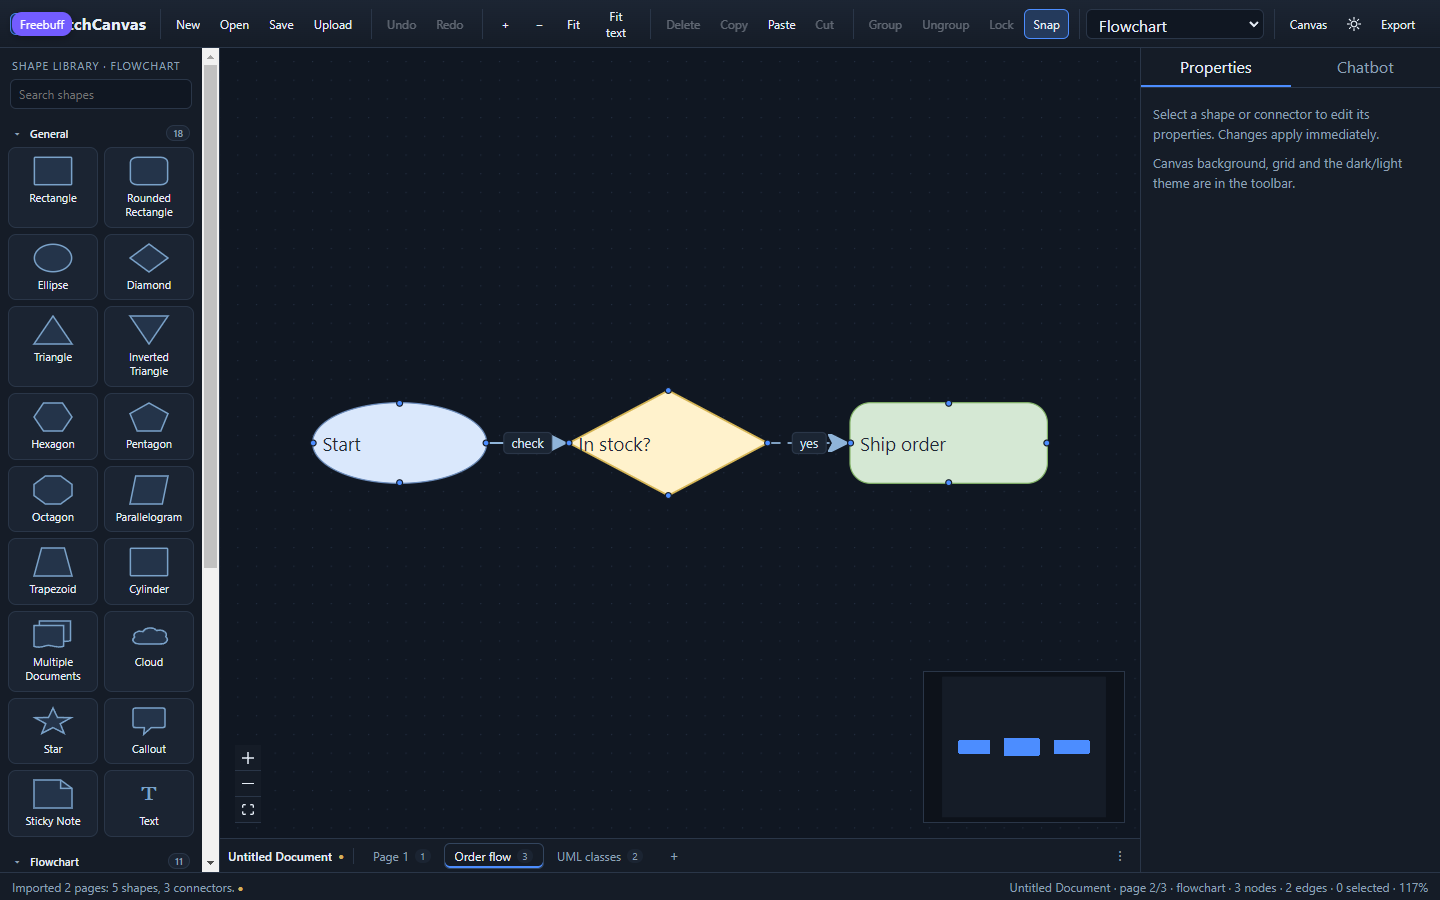 Freebuff
tchCanvas
New
Open
Save
Upload
Undo
Redo
+
−
Fit
Fit
text
Delete
Copy
Paste
Cut
Group
Ungroup
Lock
Snap
Flowchart
Canvas
Export
SHAPE LIBRARY · FLOWCHART
Search shapes
General
18
Rectangle
Rounded
Rectangle
Ellipse
Diamond
Triangle
Inverted
Triangle
Hexagon
Pentagon
Octagon
Parallelogram
Trapezoid
Cylinder
Multiple
Documents
Cloud
Star
Callout
Sticky Note
T
Text
Flowchart
11
Start
check
In stock?
yes
Ship order
Properties
Chatbot
Select a shape or connector to edit its
properties. Changes apply immediately.
Canvas background, grid and the dark/light
theme are in the toolbar.
Untitled Document
Page 1
1
Order flow
3
UML classes
2
+
Imported 2 pages: 5 shapes, 3 connectors.
Untitled Document · page 2/3 · flowchart · 3 nodes · 2 edges · 0 selected · 117%